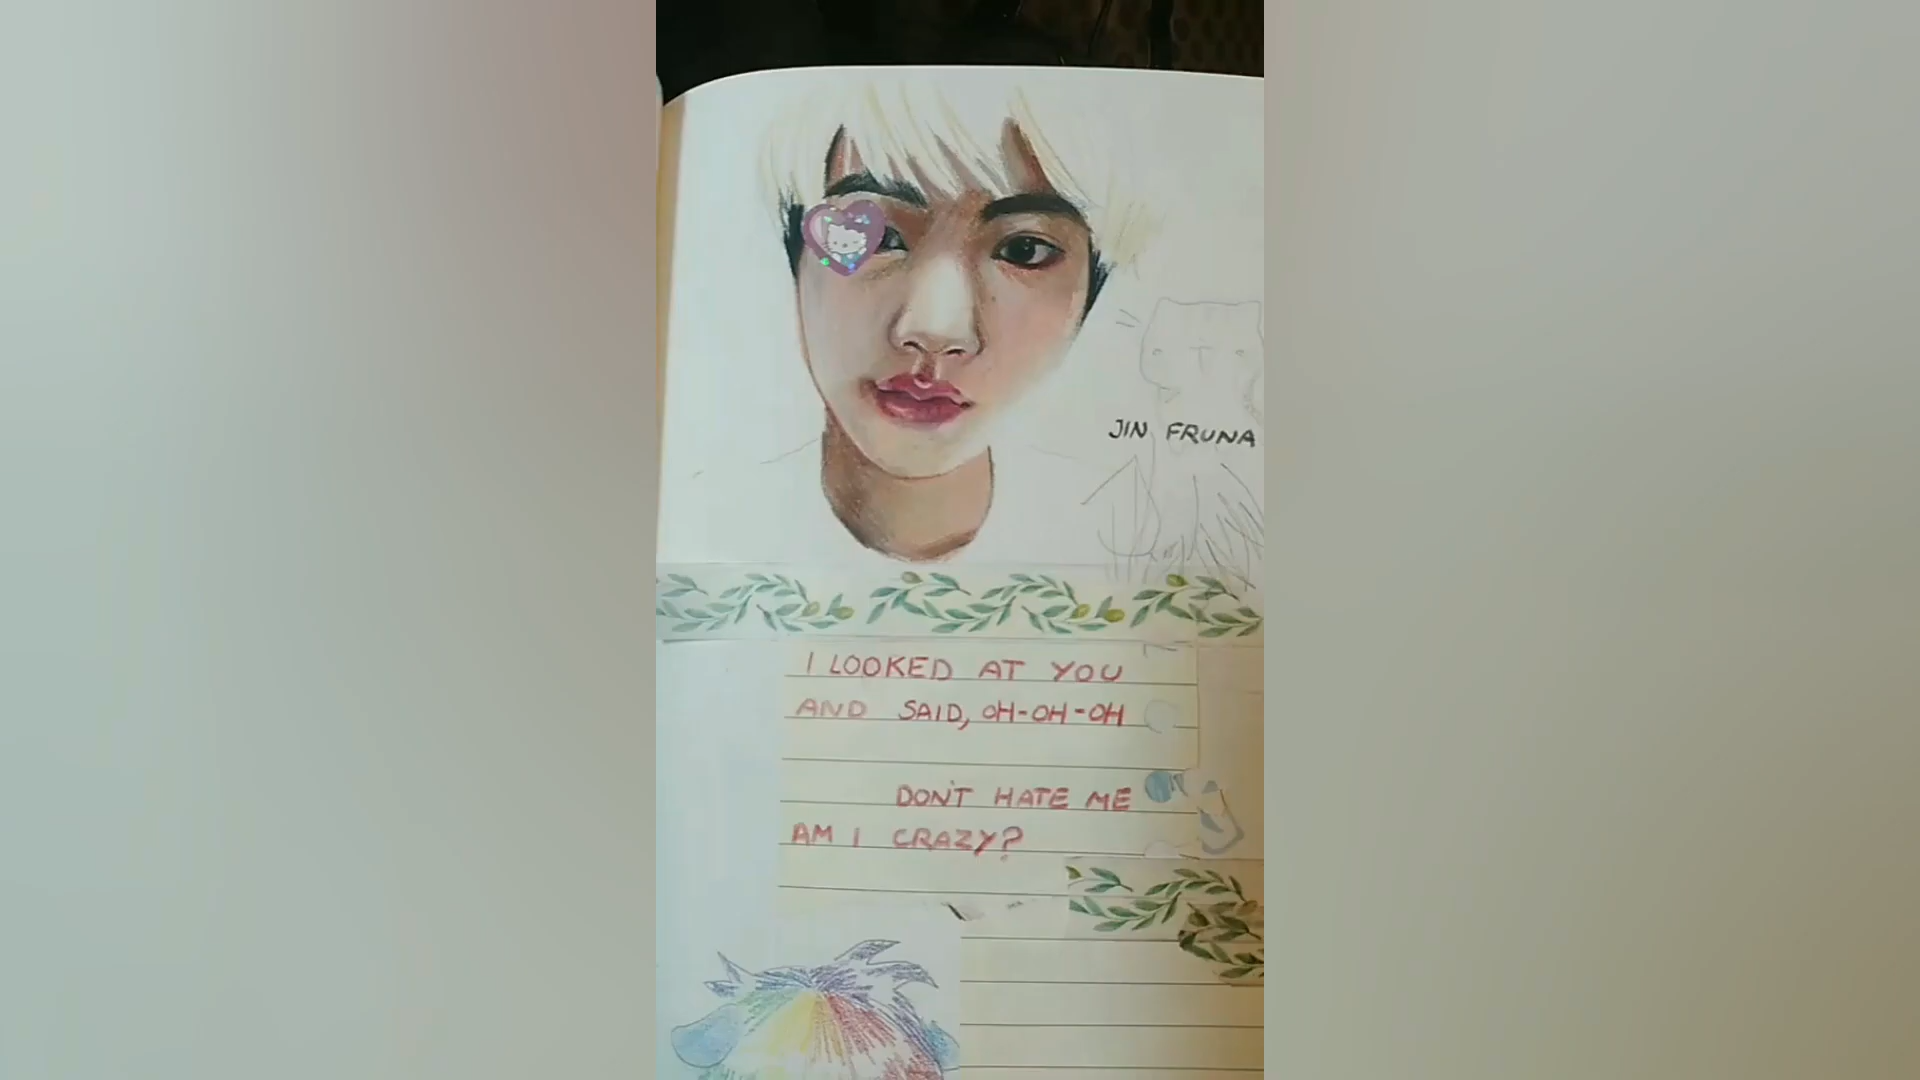 JIN FRUNA
I LOOKED AT YOU
AND SAID, OH-OH-OH
DON'T HATE ME
AM I CRAZY?